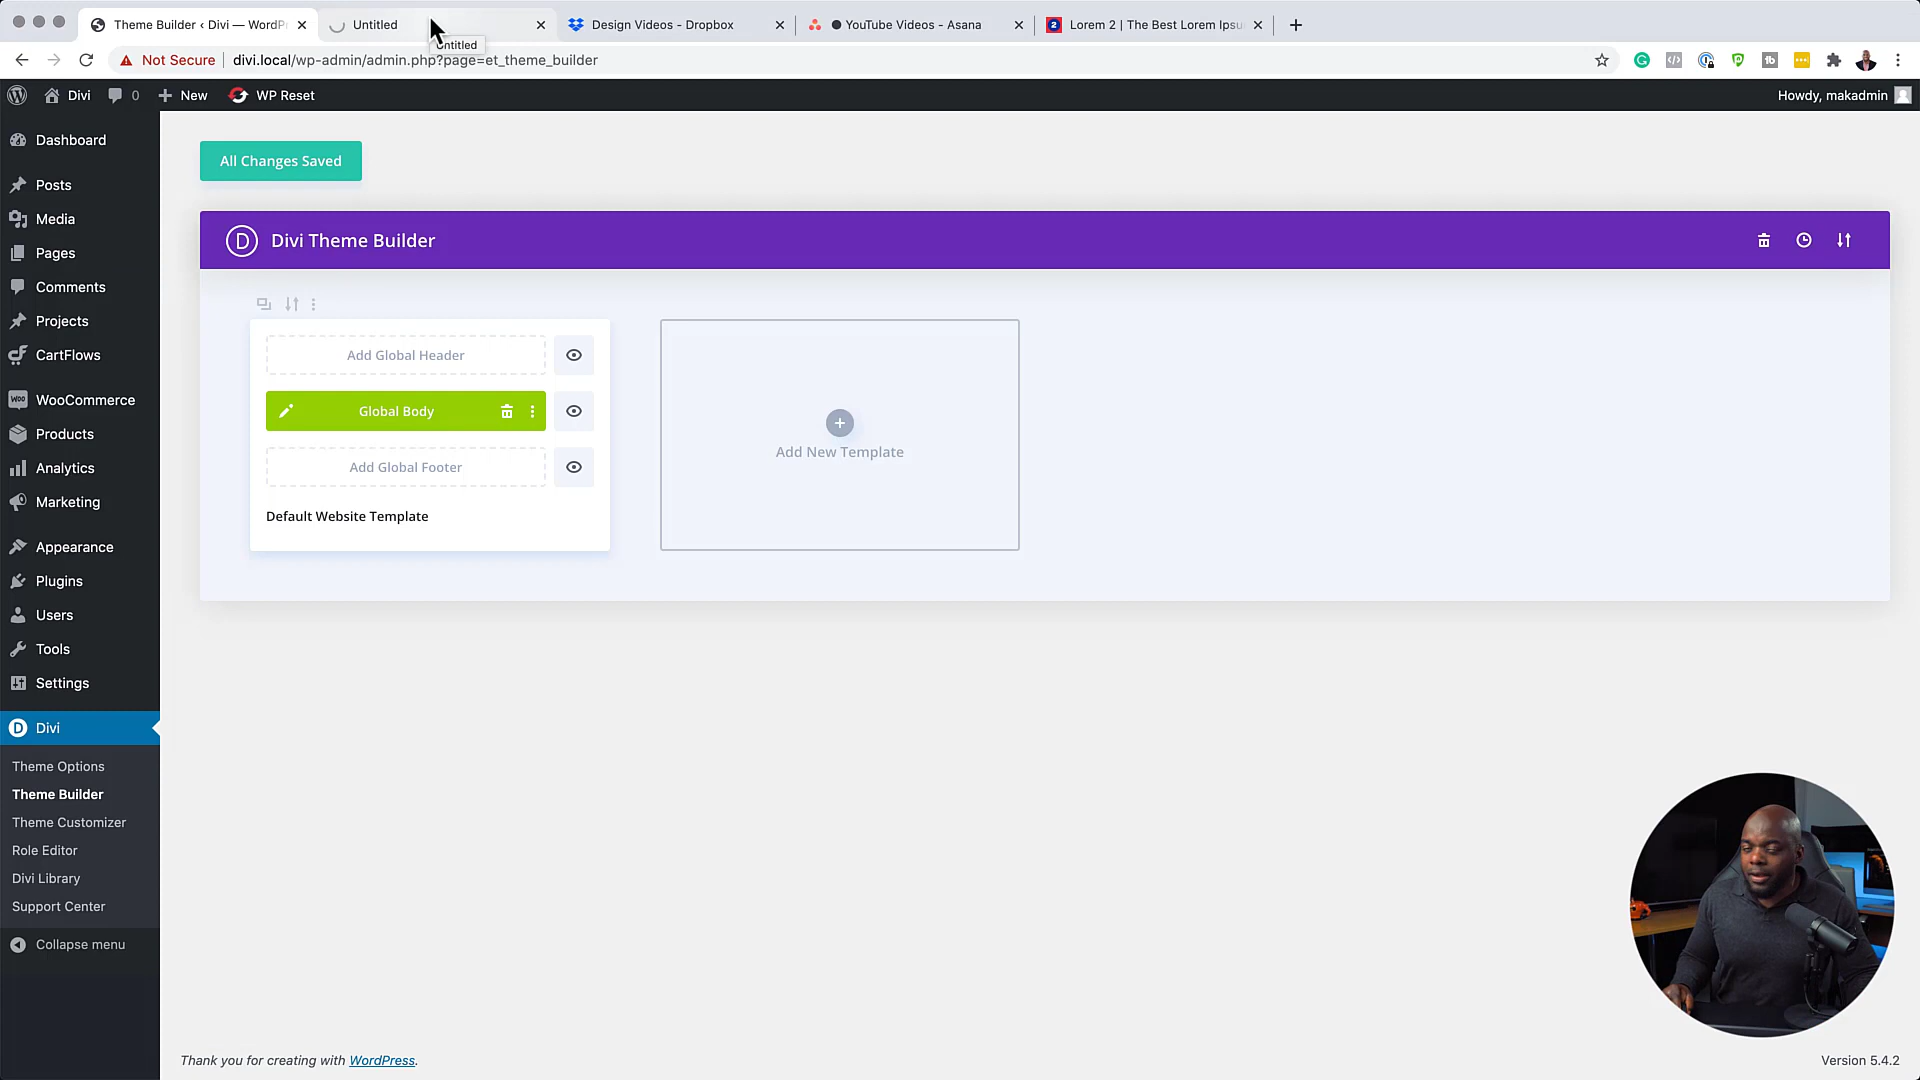 Theme Builder ‹ Divi — WordP
Untitled
Design Videos - Dropbox
YouTube Videos - Asana
Lorem 2 | The Best Lorem Ipsu
Untitled
Not Secure
divi.local/wp-admin/admin.php?page=et_theme_builder
Divi
0
New
WP Reset
Howdy, makadmin
Dashboard
Posts
Media
Pages
Comments
Projects
CartFlows
WooCommerce
Products
Analytics
Marketing
Appearance
Plugins
Users
Tools
Settings
Divi
Theme Options
Theme Builder
Theme Customizer
Role Editor
Divi Library
Support Center
Collapse menu
All Changes Saved
Divi Theme Builder
Add Global Header
Global Body
Add Global Footer
Default Website Template
Add New Template
Thank you for creating with WordPress.
Version 5.4.2